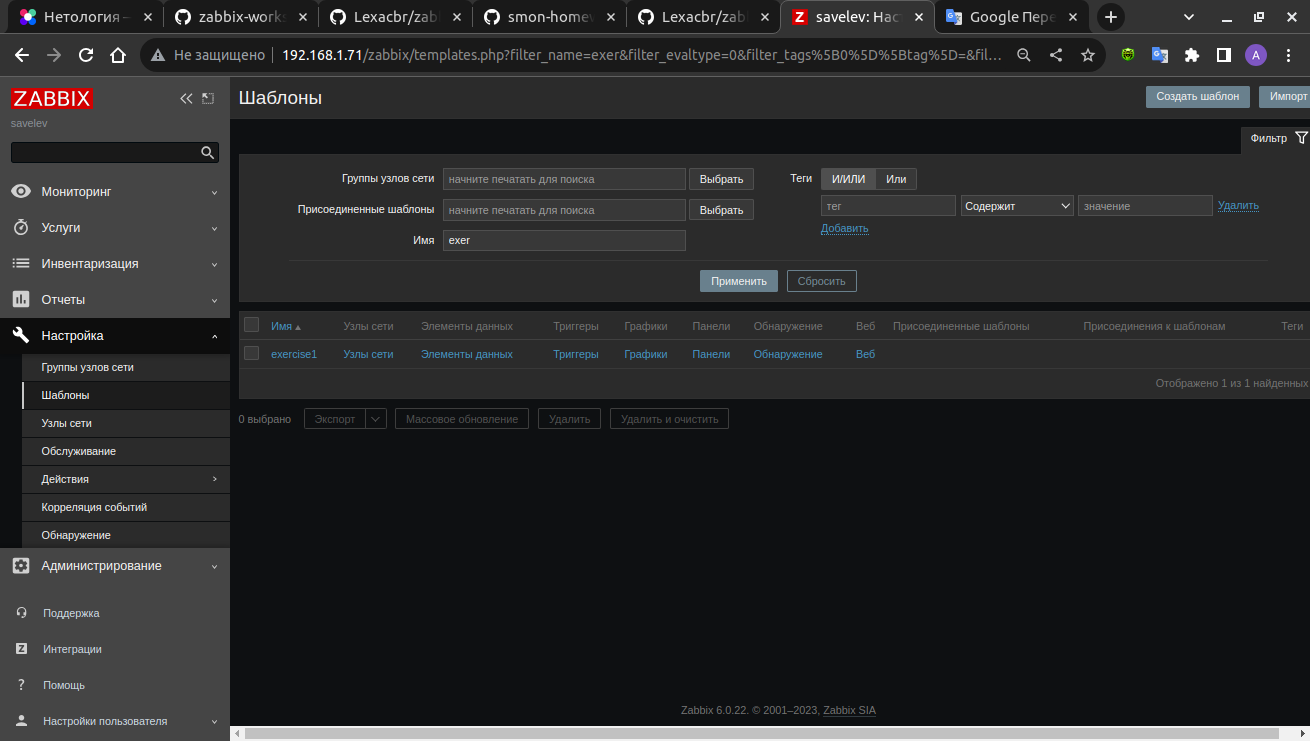 Нетология –
zabbix-works
Lexacbr/zabb
smon-homew
Lexacbr/zabb
savelev: Нас
Google Пере
Не защищено
192.168.1.71/zabbix/templates.php?filter_name=exer&filter_evaltype=0&filter_tags%5B0%5D%5Btag%5D=&fil...
A
ZABBIX
savelev
Мониторинг
Услуги
Инвентаризация
Отчеты
Настройка
Группы узлов сети
Шаблоны
Узлы сети
Обслуживание
Действия
Корреляция событий
Обнаружение
Администрирование
Поддержка
Интеграции
Помощь
Настройки пользователя
Шаблоны
Создать шаблон
Импорт
Фильтр
Группы узлов сети начните печатать для поиска Выбрать
Присоединенные шаблоны начните печатать для поиска Выбрать
Имя exer
Теги И/ИЛИ Или
тег Содержит значение Удалить
Добавить
Применить Сбросить
Имя Узлы сети Элементы данных Триггеры Графики Панели Обнаружение Веб Присоединенные шаблоны Присоединения к шаблонам Теги
exercise1 Узлы сети Элементы данных Триггеры Графики Панели Обнаружение Веб
Отображено 1 из 1 найденных
0 выбрано Экспорт Массовое обновление Удалить Удалить и очистить
Zabbix 6.0.22. © 2001–2023, Zabbix SIA